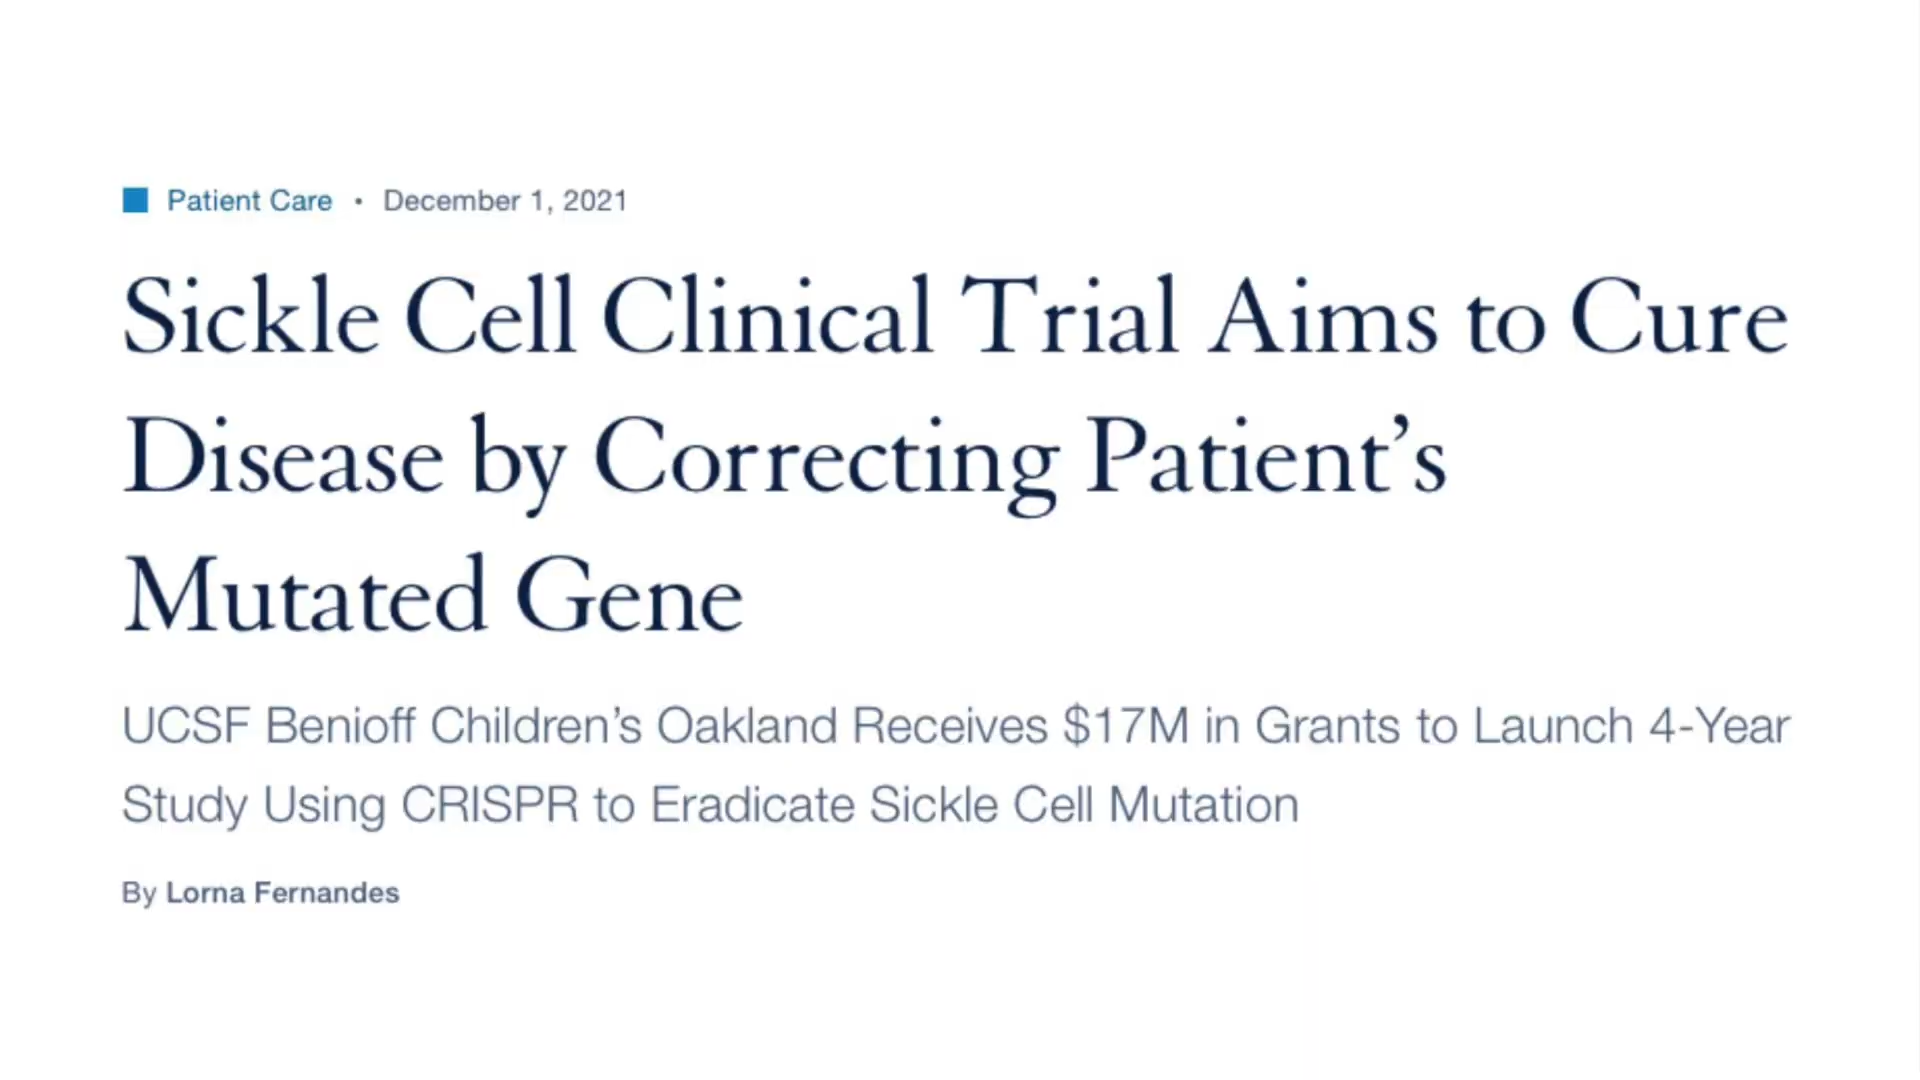 Patient Care • December 1, 2021
Sickle Cell Clinical Trial Aims to Cure
Disease by Correcting Patient’s
Mutated Gene
UCSF Benioff Children’s Oakland Receives $17M in Grants to Launch 4-Year
Study Using CRISPR to Eradicate Sickle Cell Mutation
By Lorna Fernandes